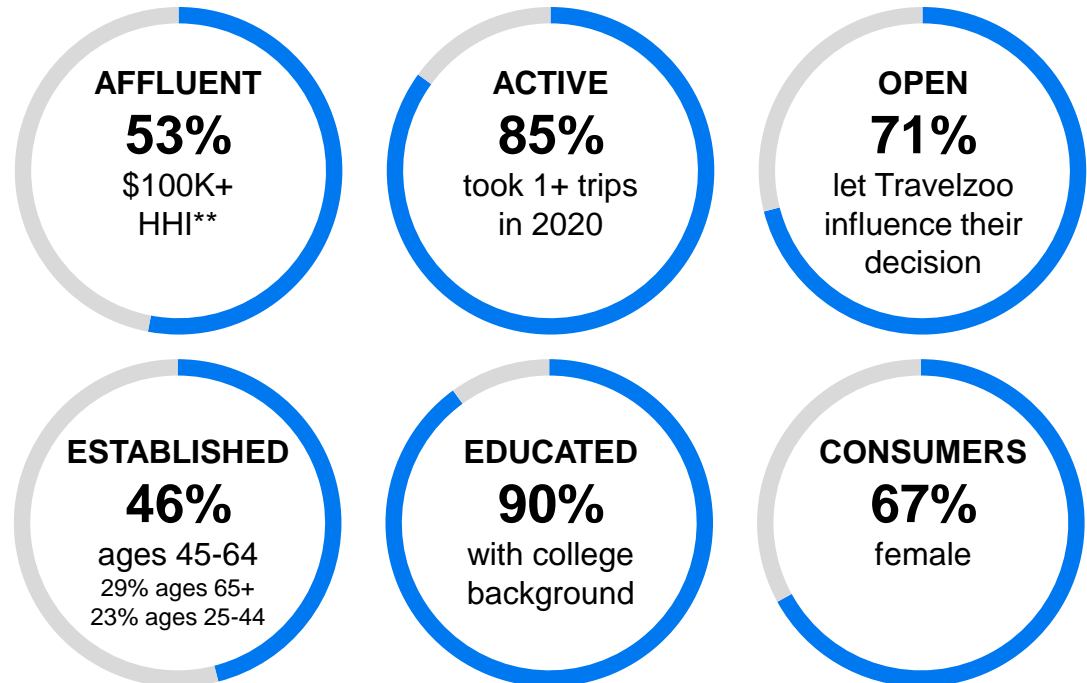 AFFLUENT
53%
$100K+
HHI**
ACTIVE
85%
took 1+ trips
in 2020
OPEN
71%
let Travelzoo
influence their
decision
ESTABLISHED
46%
ages 45-64
29% ages 65+
23% ages 25-44
EDUCATED
90%
with college
background
CONSUMERS
67%
female